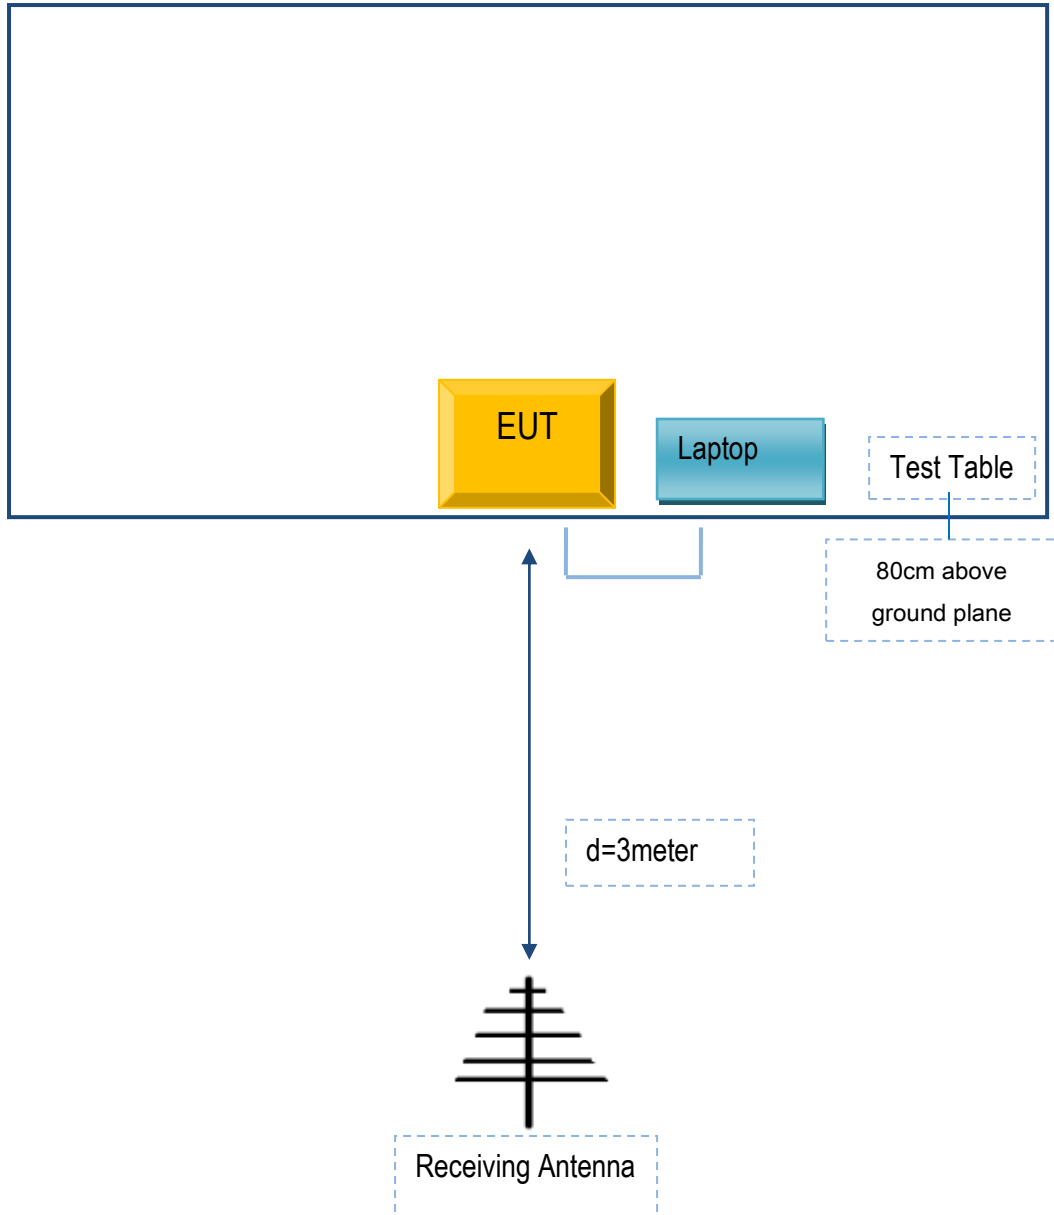 EUT
Laptop
Test Table
80cm above
ground plane
d=3meter
Receiving Antenna